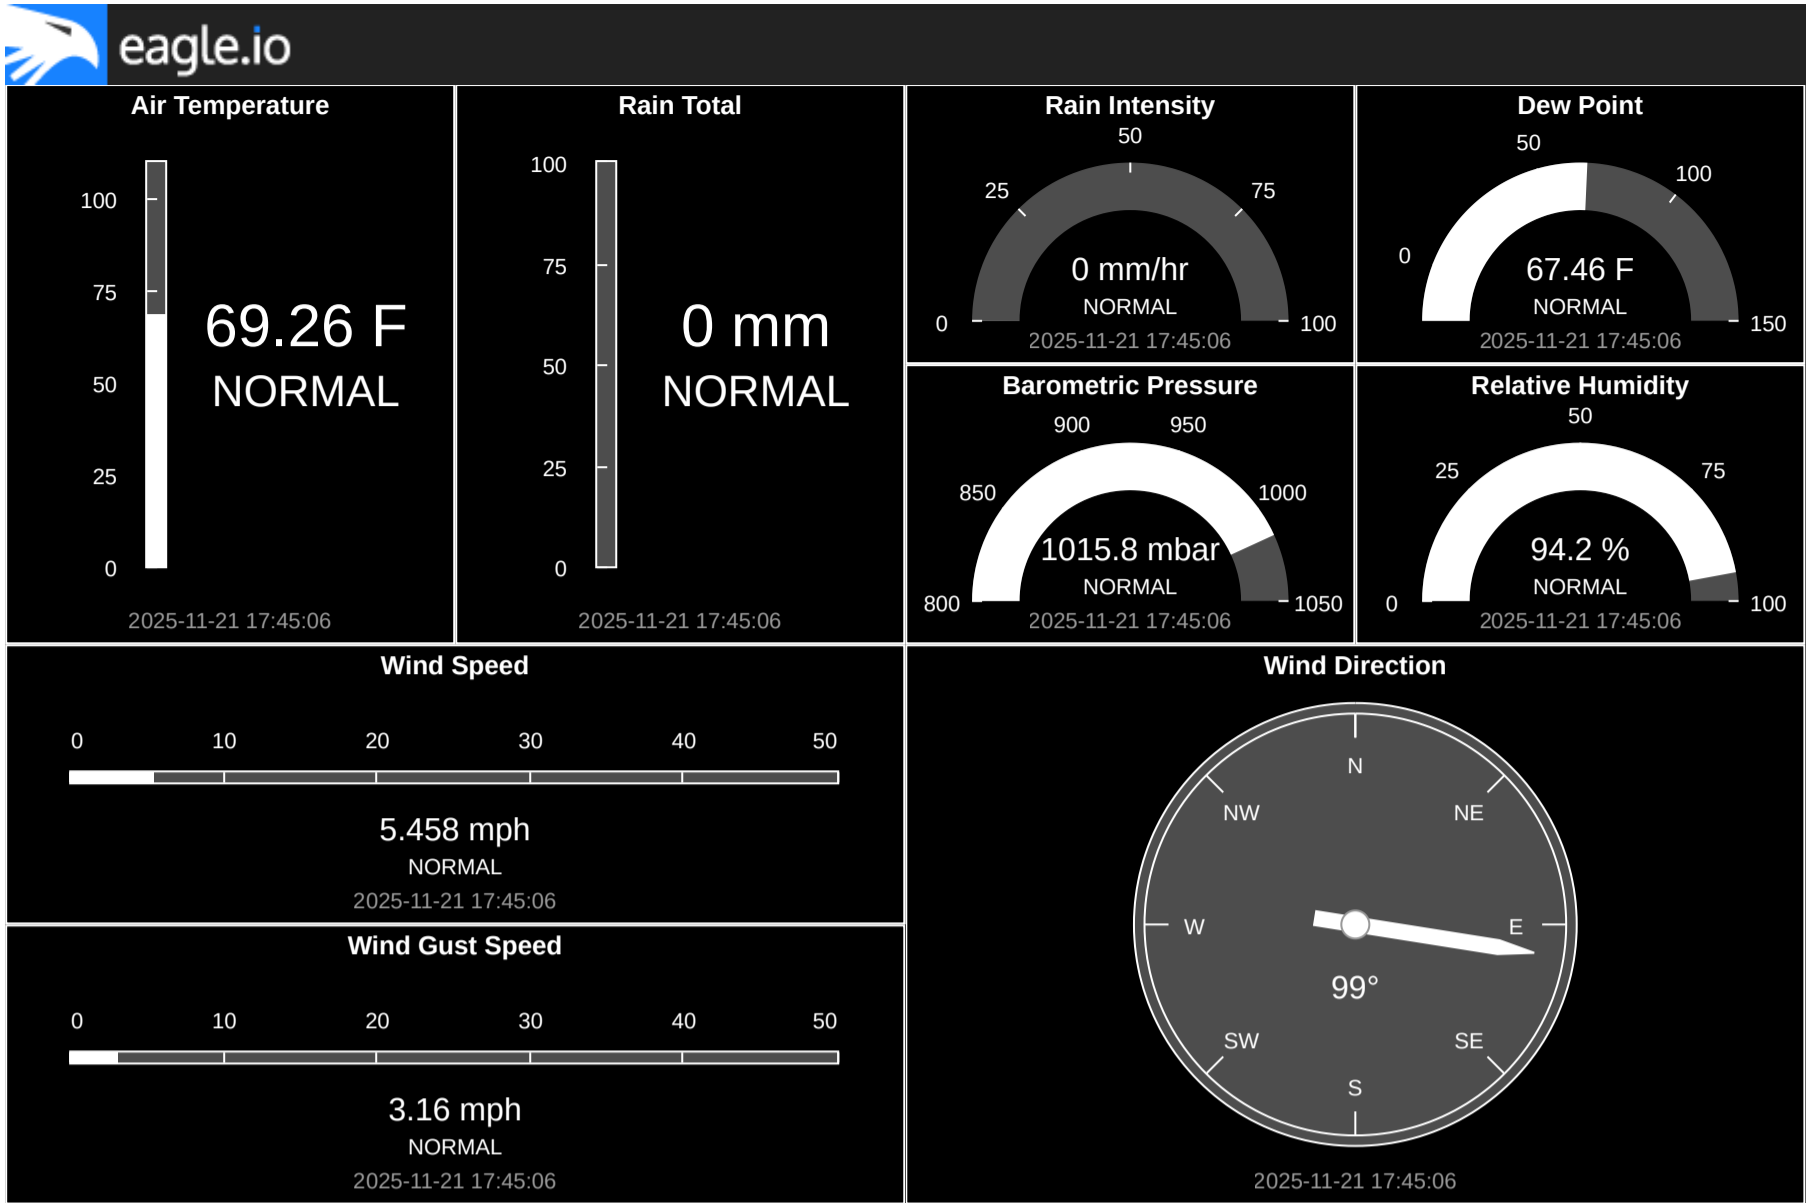 eagle.io
Air Temperature
100
75
50
25
0
69.26 F
NORMAL
2025-11-21 17:45:06
Rain Total
100
75
50
25
0
0 mm
NORMAL
2025-11-21 17:45:06
Rain Intensity
50
25
75
0
100
0 mm/hr
NORMAL
2025-11-21 17:45:06
Dew Point
50
100
0
150
67.46 F
NORMAL
2025-11-21 17:45:06
Barometric Pressure
900
950
850
1000
800
1050
1015.8 mbar
NORMAL
2025-11-21 17:45:06
Relative Humidity
50
25
75
0
100
94.2 %
NORMAL
2025-11-21 17:45:06
Wind Speed
0 10 20 30 40 50
5.458 mph
NORMAL
2025-11-21 17:45:06
Wind Gust Speed
0 10 20 30 40 50
3.16 mph
NORMAL
2025-11-21 17:45:06
Wind Direction
N
NW NE
W E
99°
SW SE
S
2025-11-21 17:45:06